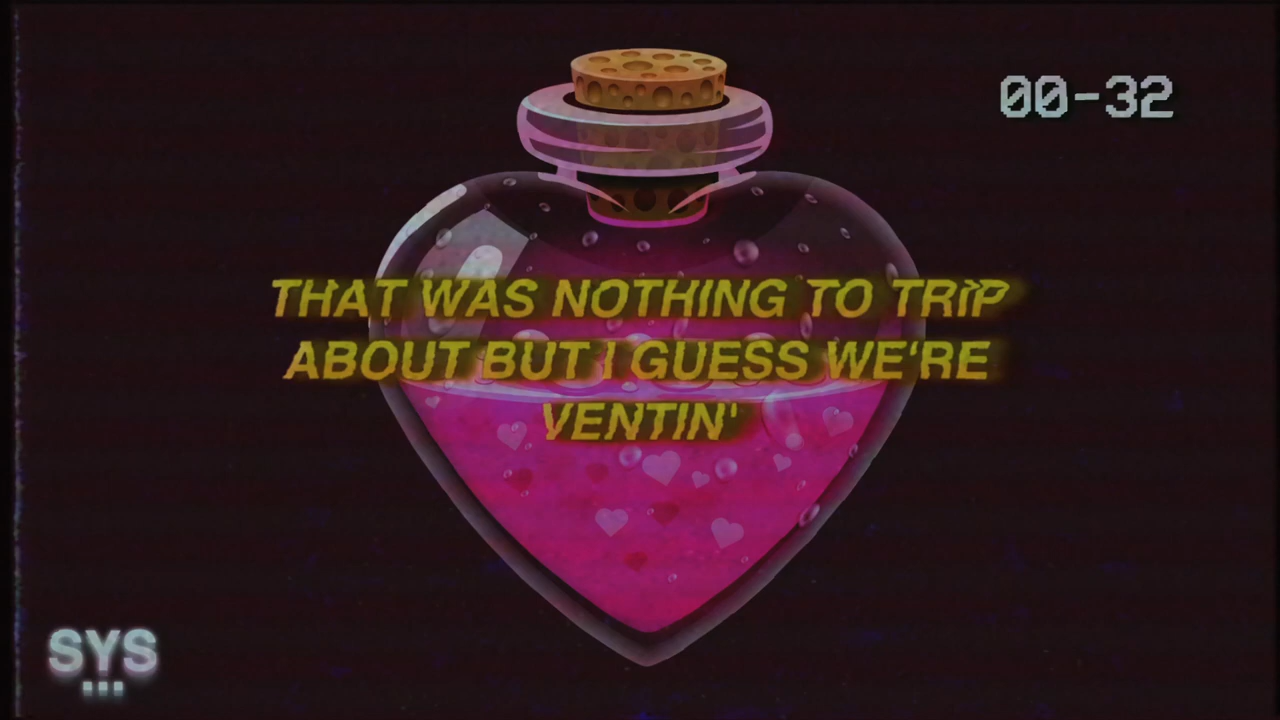 00-32
THAT WAS NOTHING TO TRIP
ABOUT BUT I GUESS WE'RE
VENTIN'
SYS